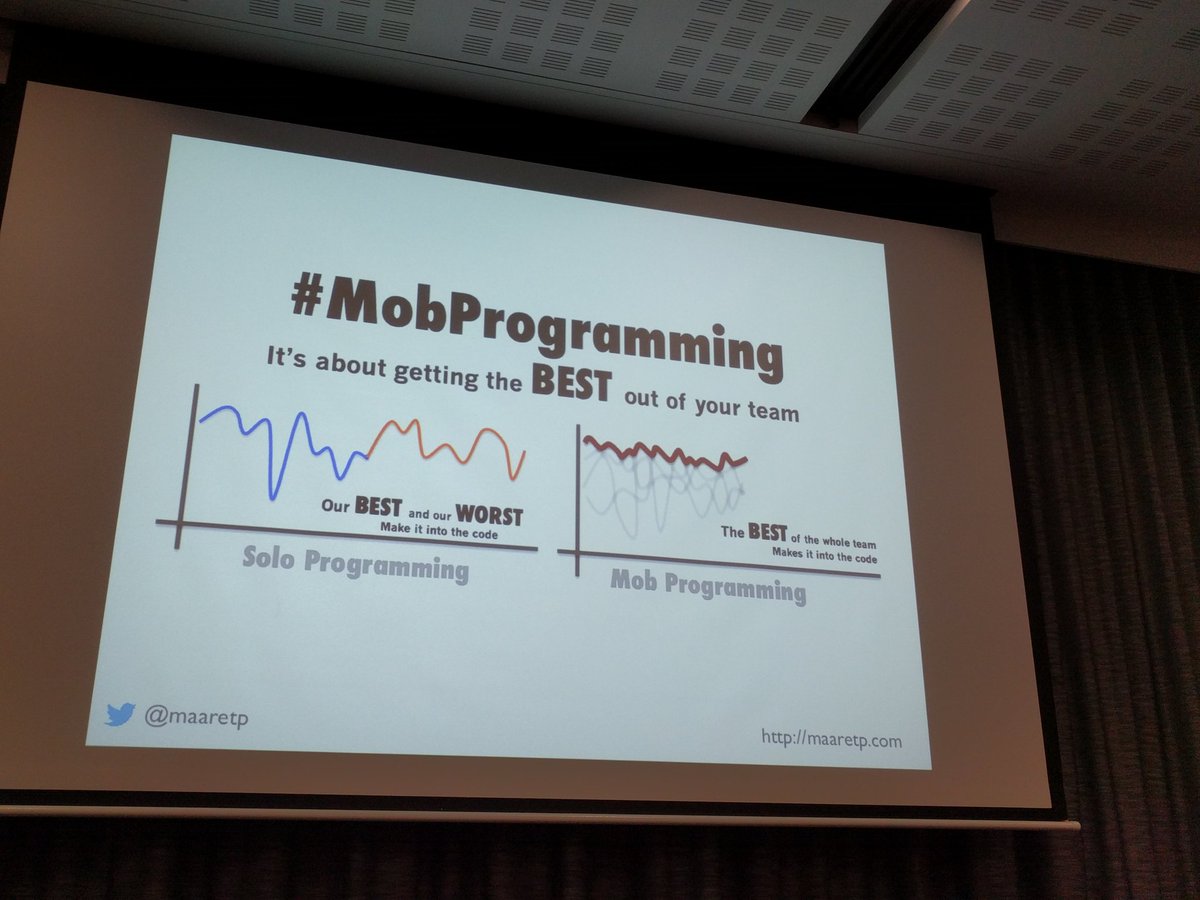 #MobProgramming
It's about getting the BEST out of your team
Our BEST and our WORST
Make it into the code
Solo Programming
The BEST of the whole team
Makes it into the code
Mob Programming
@maaretp
http://maaretp.com